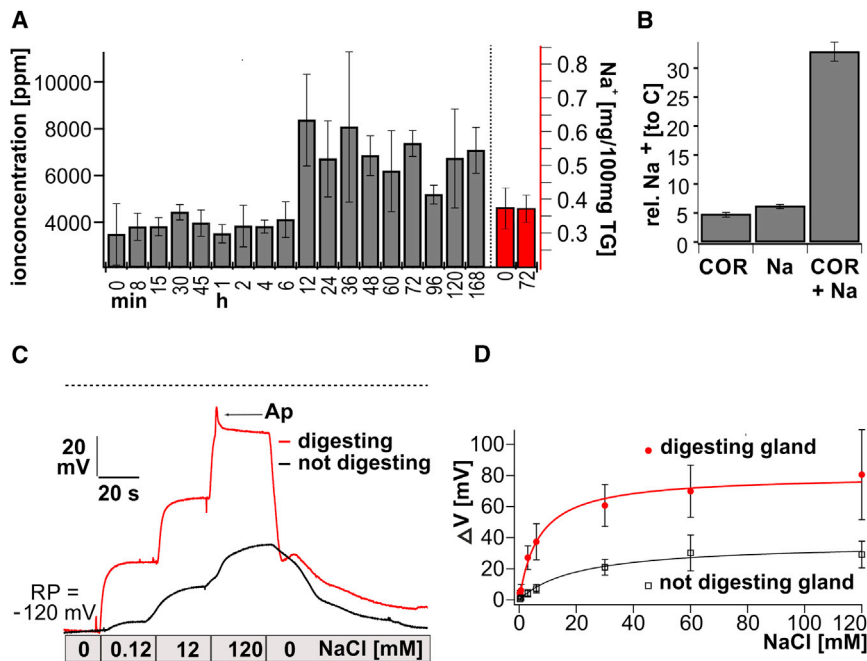 A
ionconcentration [ppm]
10000
8000
6000
4000
0
8
15
30
45
1
2
4
6
12
24
36
48
60
72
96
120
168
0
72
min
h
0.8
0.7
0.6
0.5
0.4
0.3
Na⁺ [mg/100mg TG]
B
rel. Na⁺ [to C]
30
25
20
15
10
5
0
COR
Na
COR
+ Na
C
Ap
20
mV
20 s
digesting
not digesting
RP =
-120 mV
0 0.12 12 120 0 NaCl [mM]
D
△V [mV]
100
80
60
40
20
0
digesting gland
not digesting gland
0 20 40 60 80 100 120
NaCl [mM]